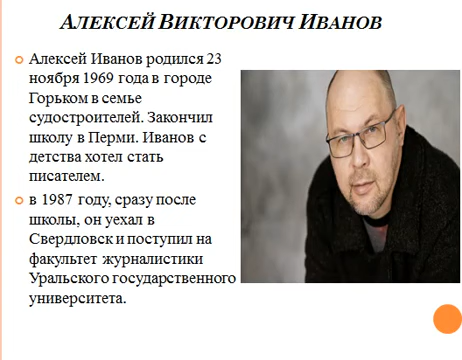 АЛЕКСЕЙ ВИКТОРОВИЧ ИВАНОВ
Алексей Иванов родился 23
ноября 1969 года в городе
Горьком в семье
судостроителей. Закончил
школу в Перми. Иванов с
детства хотел стать
писателем.
в 1987 году, сразу после
школы, он уехал в
Свердловск и поступил на
факультет журналистики
Уральского государственного
университета.